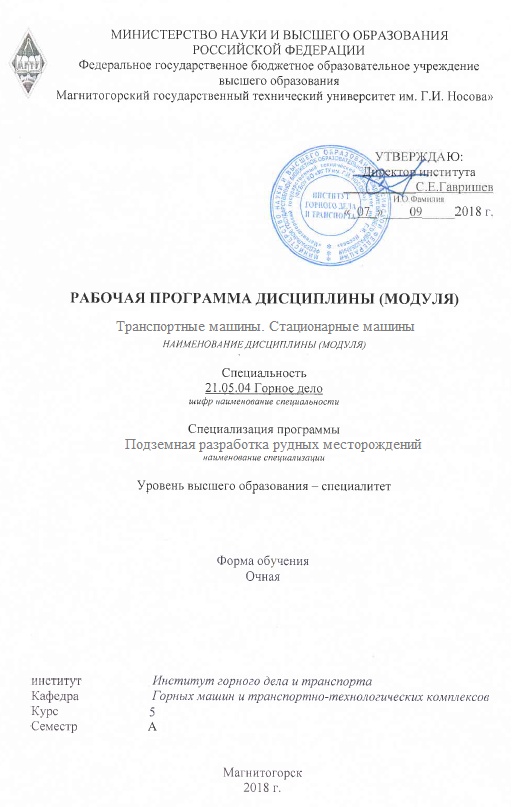 МИНИСТЕРСТВО НАУКИ И ВЫСШЕГО ОБРАЗОВАНИЯ
РОССИЙСКОЙ ФЕДЕРАЦИИ
Федеральное государственное бюджетное образовательное учреждение
высшего образования
Магнитогорский государственный технический университет им. Г.И. Носова»
УТВЕРЖДАЮ:
Директор института
С.Е.Гавришев
И.О.Фамилия
« 07 » 09 2018 г.
ИНСТИТУТ
ГОРНОГО ДЕЛА
И ТРАНСПОРТА
РАБОЧАЯ ПРОГРАММА ДИСЦИПЛИНЫ (МОДУЛЯ)
Транспортные машины. Стационарные машины
НАИМЕНОВАНИЕ ДИСЦИПЛИНЫ (МОДУЛЯ)
Специальность
21.05.04 Горное дело
шифр наименование специальности
Специализация программы
Подземная разработка рудных месторождений
наименование специализации
Уровень высшего образования – специалитет
Форма обучения
Очная
институт Институт горного дела и транспорта
Кафедра Горных машин и транспортно-технологических комплексов
Курс 5
Семестр А
Магнитогорск
2018 г.